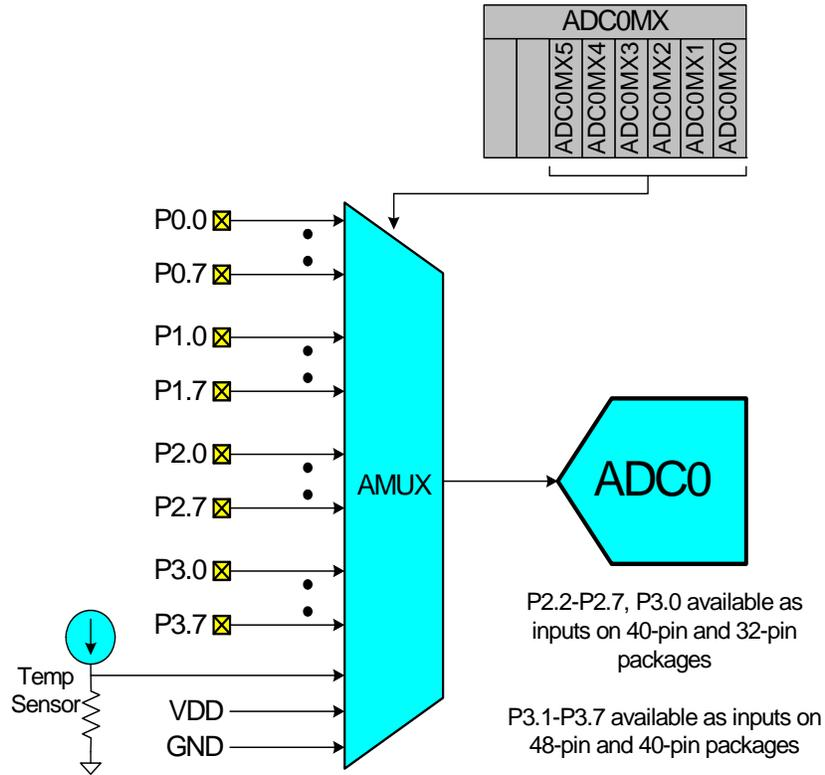 ADC0MX
ADC0MX5
ADC0MX4
ADC0MX3
ADC0MX2
ADC0MX1
ADC0MX0
P0.0
P0.7
P1.0
P1.7
P2.0
P2.7
P3.0
P3.7
Temp
Sensor
VDD
GND
AMUX
ADC0
P2.2-P2.7, P3.0 available as
inputs on 40-pin and 32-pin
packages
P3.1-P3.7 available as inputs on
48-pin and 40-pin packages